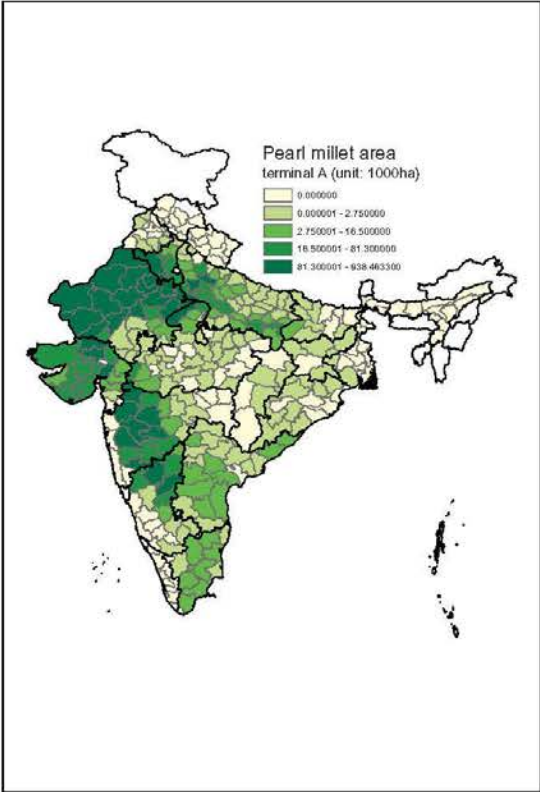 Pearl millet area
terminal A (unit: 1000ha)
0.000000
0.000001 - 2.750000
2.750001 - 16.500000
16.500001 - 81.300000
81.300001 - 938.463300